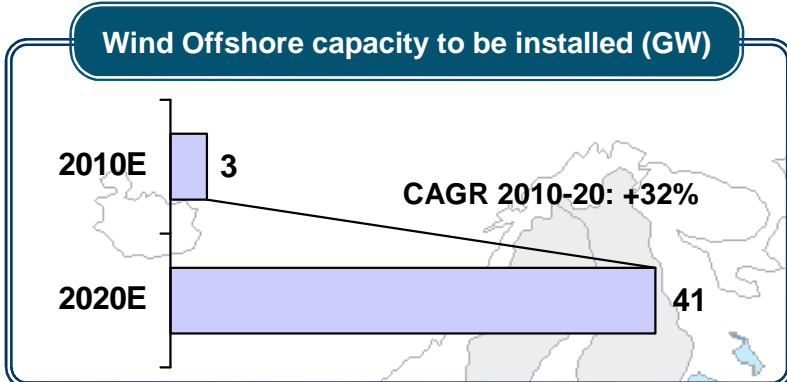 Wind Offshore capacity to be installed (GW)
2010E
3
CAGR 2010-20: +32%
2020E
41